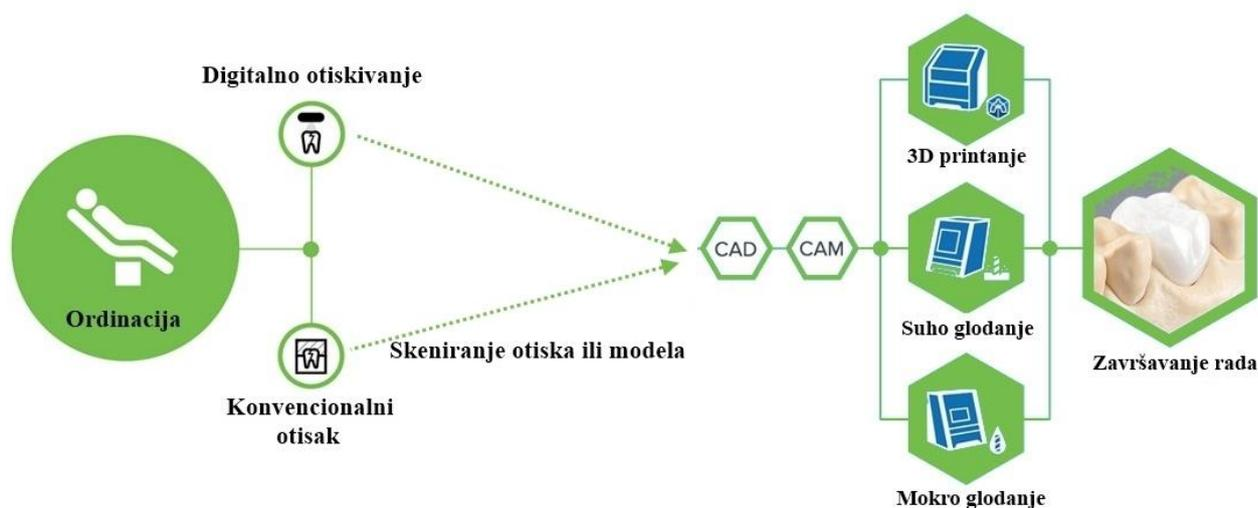 Digitalno otiskivanje
Ordinacija
Konvencionalni
otisak
Skeniranje otiska ili modela
CAD
CAM
3D printanje
Suho glodanje
Mokro glodanje
Završavanje rada